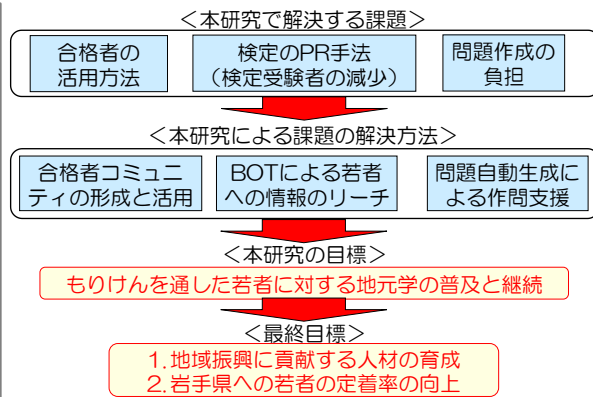 ＜本研究で解決する課題＞
合格者の
活用方法
検定のPR手法
（検定受験者の減少）
問題作成の
負担
＜本研究による課題の解決方法＞
合格者コミュニ
ティの形成と活用
BOTによる若者
への情報のリーチ
問題自動生成に
よる作問支援
＜本研究の目標＞
もりけんを通した若者に対する地元学の普及と継続
＜最終目標＞
1.地域振興に貢献する人材の育成
2.岩手県への若者の定着率の向上